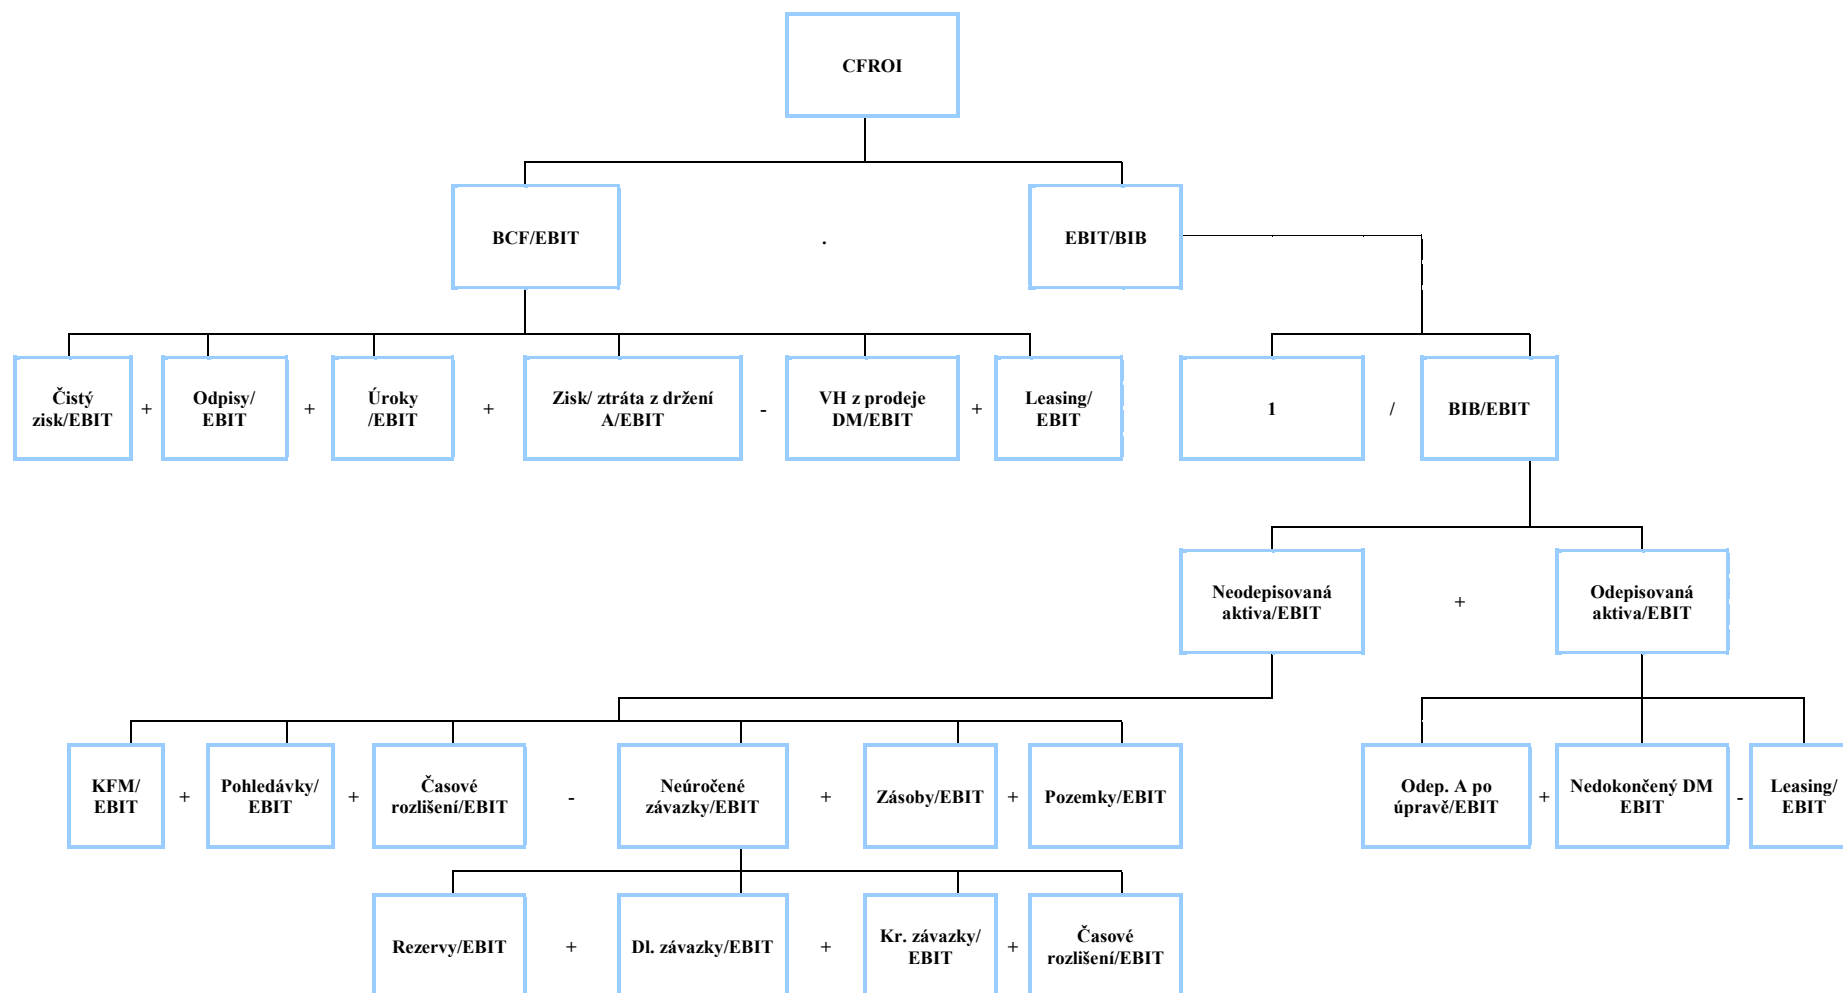 CFROI
BCF/EBIT
.
EBIT/BIB
Čistý
zisk/EBIT
+
Odpisy/
EBIT
+
Úroky
/EBIT
+
Zisk/ ztráta z držení
A/EBIT
-
VH z prodeje
DM/EBIT
+
Leasing/
EBIT
1
/
BIB/EBIT
Neodepisovaná
aktiva/EBIT
+
Odepisovaná
aktiva/EBIT
KFM/
EBIT
+
Pohledávky/
EBIT
+
Časové
rozlišení/EBIT
-
Neúročené
závazky/EBIT
+
Zásoby/EBIT
+
Pozemky/EBIT
Odep. A po
úpravě/EBIT
+
Nedokončený DM
EBIT
-
Leasing/
EBIT
Rezervy/EBIT
+
Dl. závazky/EBIT
+
Kr. závazky/
EBIT
+
Časové
rozlišení/EBIT